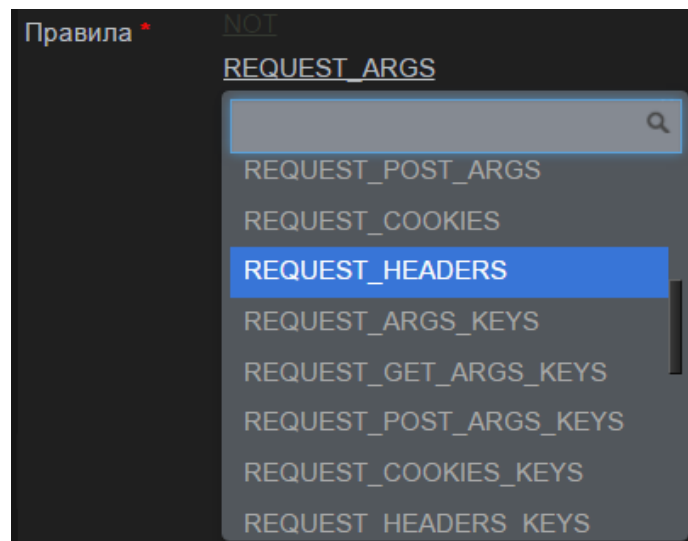 Правила *
NOT
REQUEST_ARGS
REQUEST_POST_ARGS
REQUEST_COOKIES
REQUEST_HEADERS
REQUEST_ARGS_KEYS
REQUEST_GET_ARGS_KEYS
REQUEST_POST_ARGS_KEYS
REQUEST_COOKIES_KEYS
REQUEST_HEADERS_KEYS